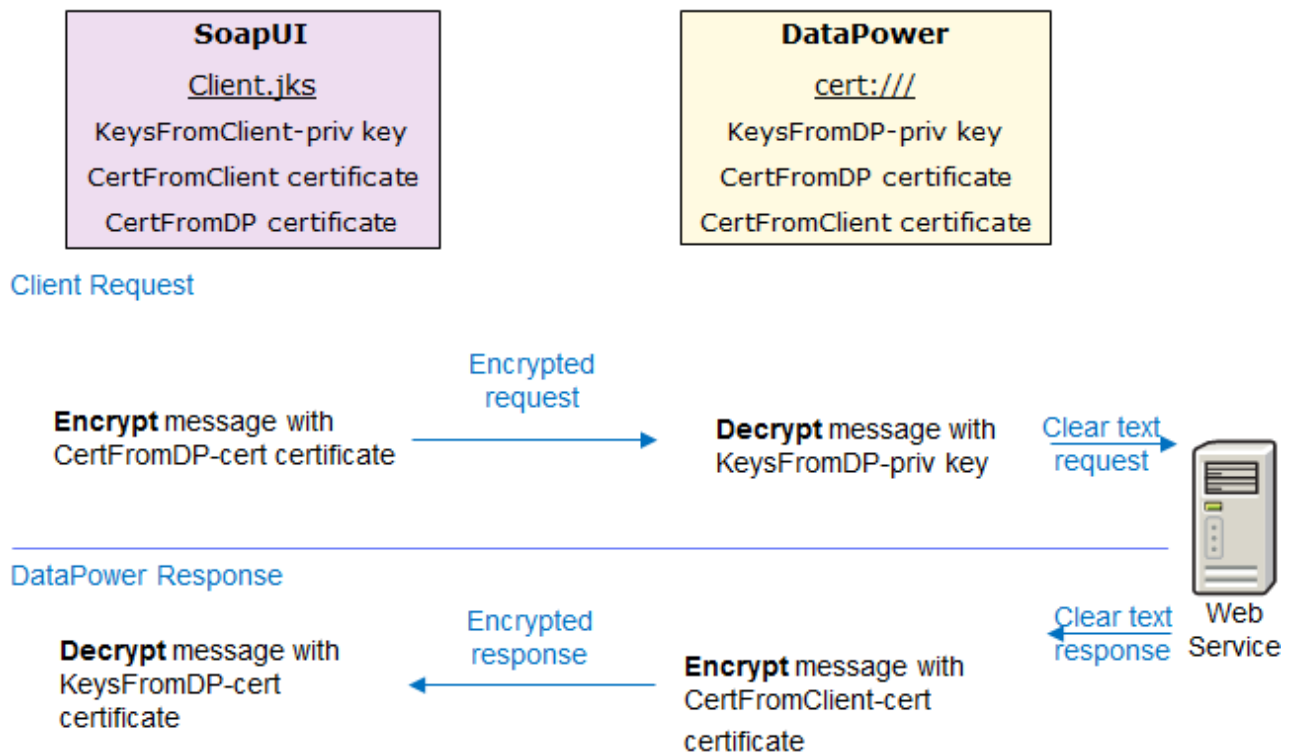 SoapUI
Client.jks
KeysFromClient-priv key
CertFromClient certificate
CertFromDP certificate
DataPower
cert:///
KeysFromDP-priv key
CertFromDP certificate
CertFromClient certificate
Client Request
Encrypt message with
CertFromDP-cert certificate
Encrypted
request
Decrypt message with
KeysFromDP-priv key
Clear text
request
DataPower Response
Decrypt message with
KeysFromDP-cert
certificate
Encrypted
response
Encrypt message with
CertFromClient-cert
certificate
Clear text
response
Web
Service